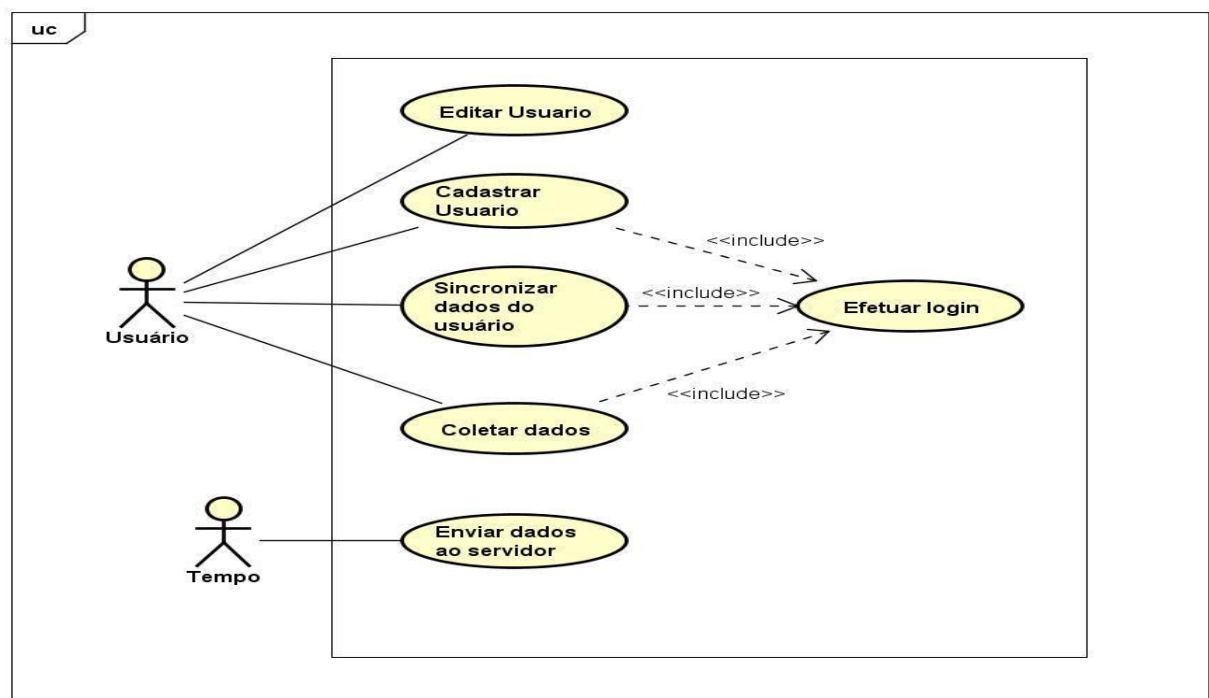 uc
Editar Usuario
Cadastrar
Usuario
<<include>>
Sincronizar
dados do
usuário
<<include>>
Efetuar login
Usuário
<<include>>
Coletar dados
Enviar dados
ao servidor
Tempo